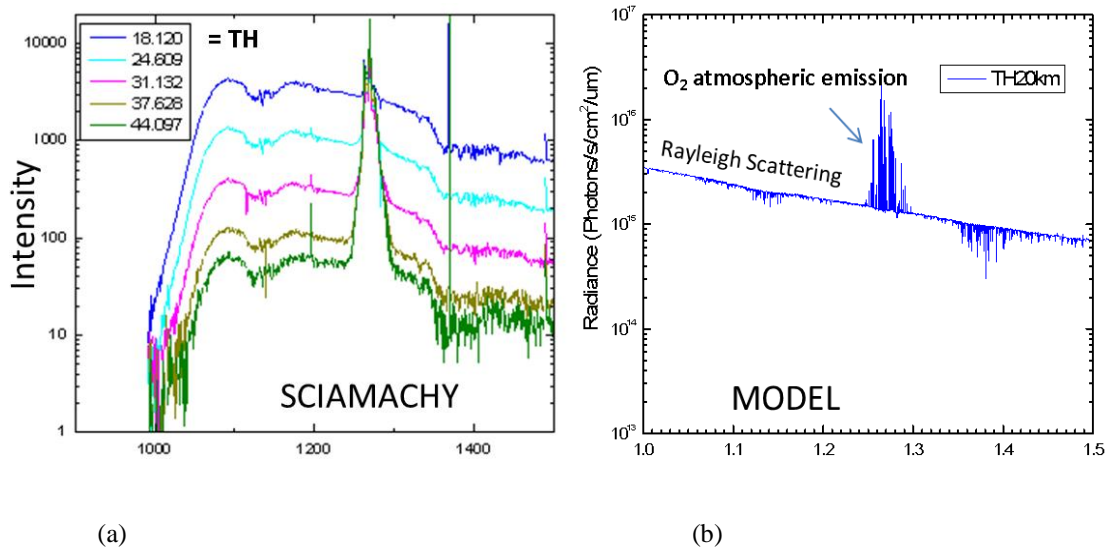 18.120
24.609
31.132
37.628
44.097
= TH
10000
1000
100
10
1
Intensity
SCIAMACHY
1000
1200
1400
(a)
10¹⁷
10¹⁶
10¹⁵
10¹⁴
10¹³
Radiance (Photons/s/cm²/um)
O₂ atmospheric emission
TH20km
Rayleigh Scattering
MODEL
1.0
1.1
1.2
1.3
1.4
1.5
(b)